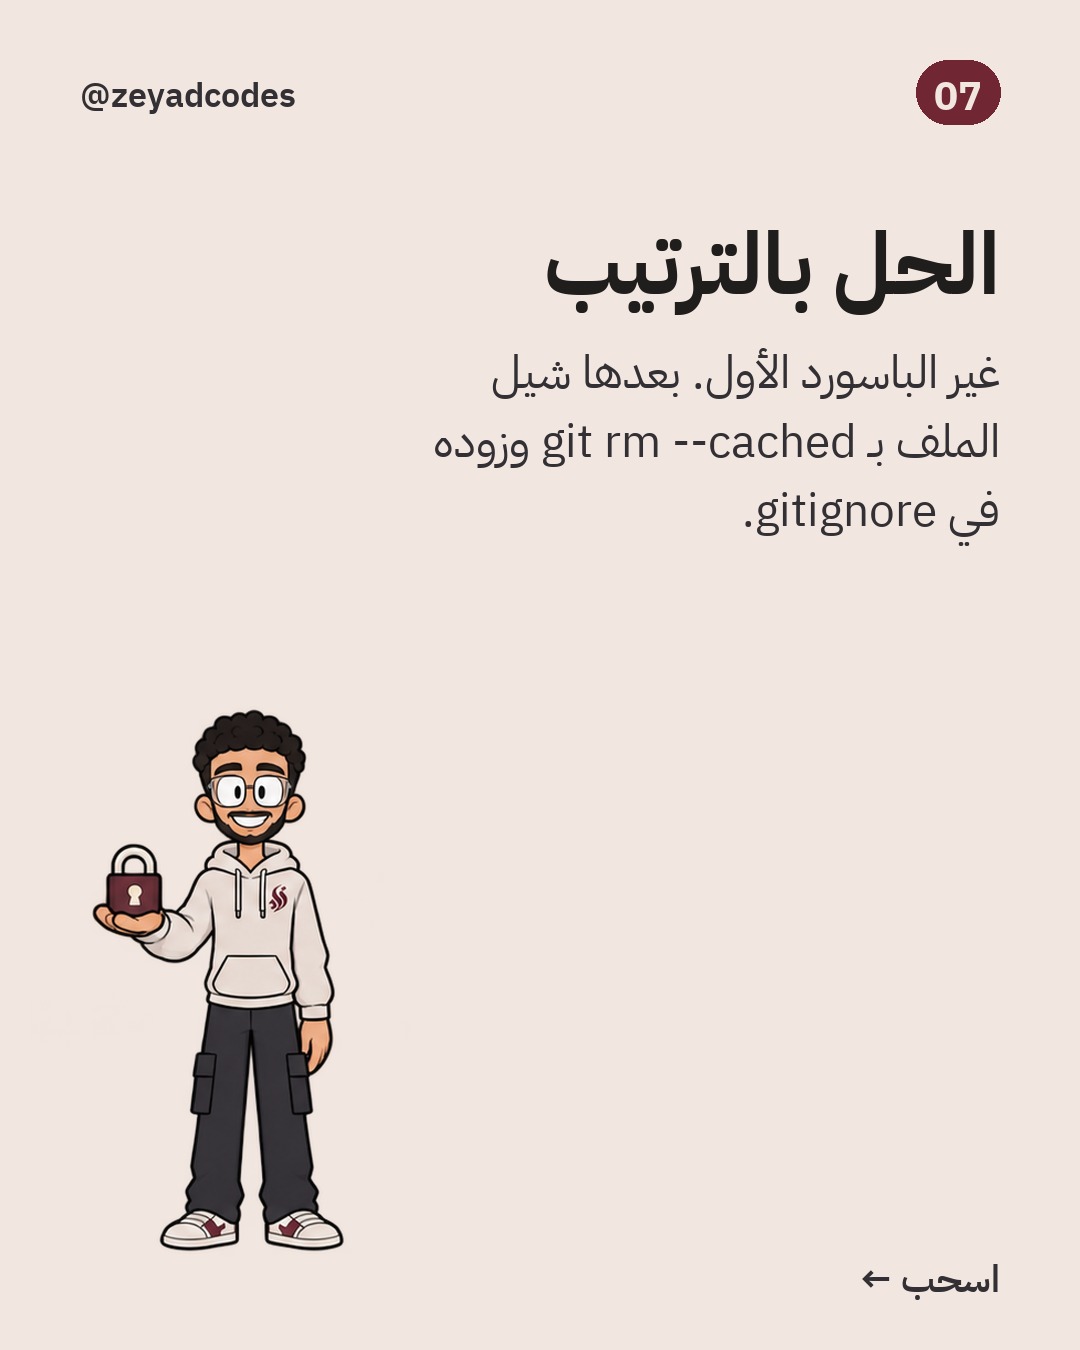 @zeyadcodes
07
الحل بالترتيب
غير الباسورد الأول. بعدها شيل
الملف بـ git rm --cached وزوده
في gitignore.
اسحب ←